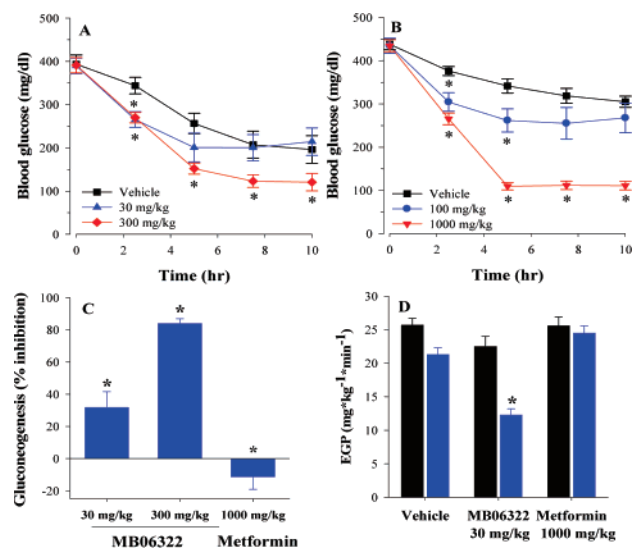 A
Blood glucose (mg/dl)
500
400
300
200
100
0
Vehicle
30 mg/kg
300 mg/kg
* * * * * *
0 2 4 6 8 10
Time (hr)
B
Blood glucose (mg/dl)
500
400
300
200
100
0
Vehicle
100 mg/kg
1000 mg/kg
* * * * * *
0 2 4 6 8 10
Time (hr)
C
Gluconeogenesis (% inhibition)
100
80
60
40
20
0
-20
* * *
30 mg/kg 300 mg/kg 1000 mg/kg
MB06322 Metformin
D
EGP (mg*kg⁻¹*min⁻¹)
30
25
20
15
10
5
0
*
Vehicle MB06322 Metformin
30 mg/kg 1000 mg/kg